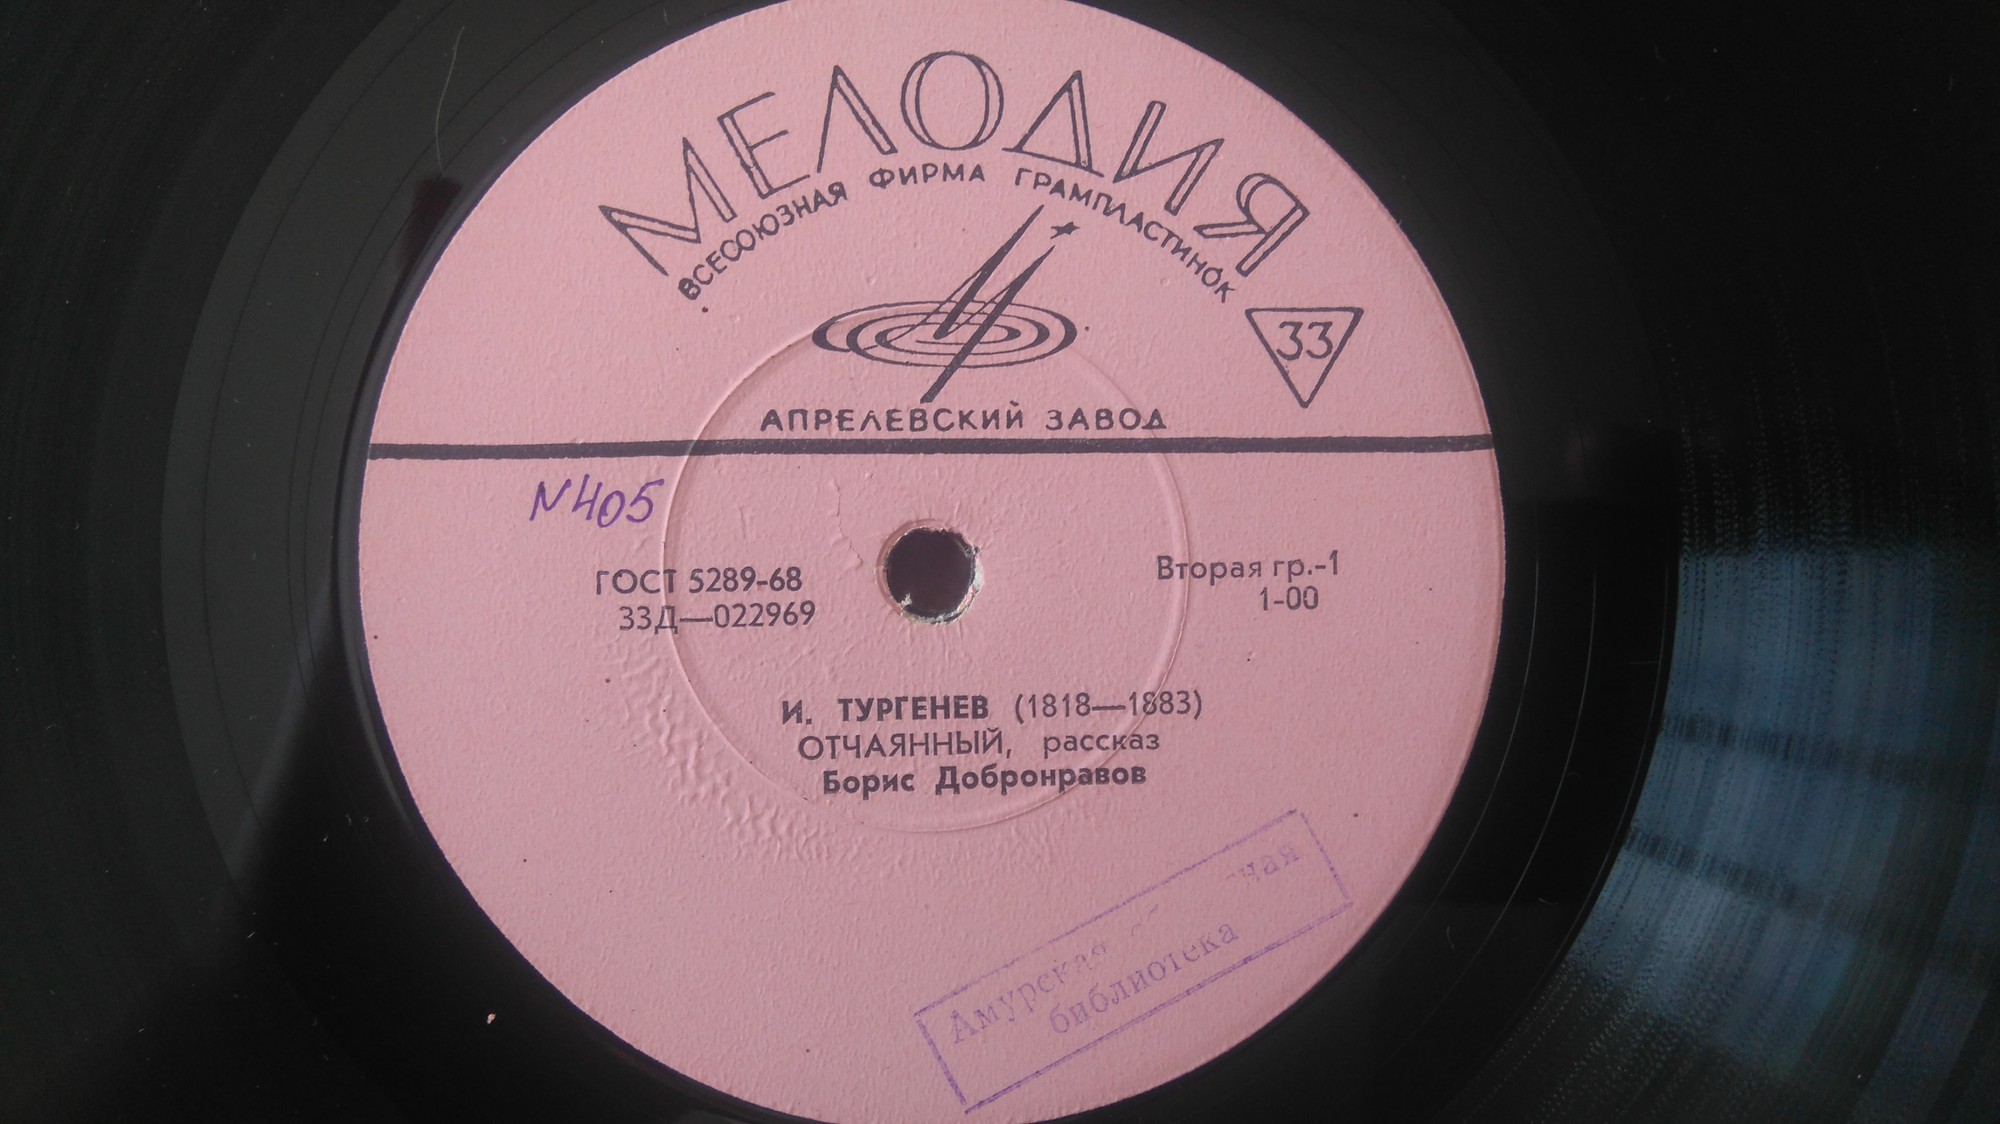 МЕЛОДИЯ
ВСЕСОЮЗНАЯ ФИРМА ГРАМПЛАСТИНОК
33
АПРЕЛЕВСКИЙ ЗАВОД
N405
ГОСТ 5289-68
33Д—022969
Вторая гр.-1
1-00
И. ТУРГЕНЕВ (1818—1883)
ОТЧАЯННЫЙ, рассказ
Борис Добронравов
Амурская
библиотека